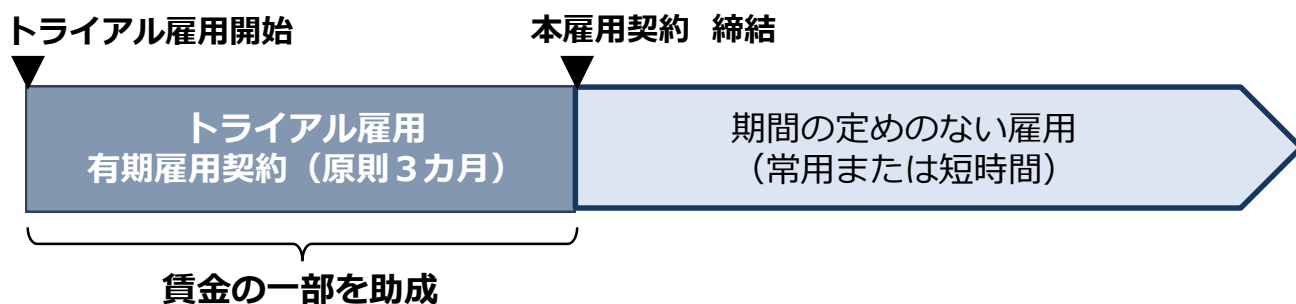 トライアル雇用開始
本雇用契約 締結
トライアル雇用
有期雇用契約（原則３カ月）
期間の定めのない雇用
（常用または短時間）
賃金の一部を助成